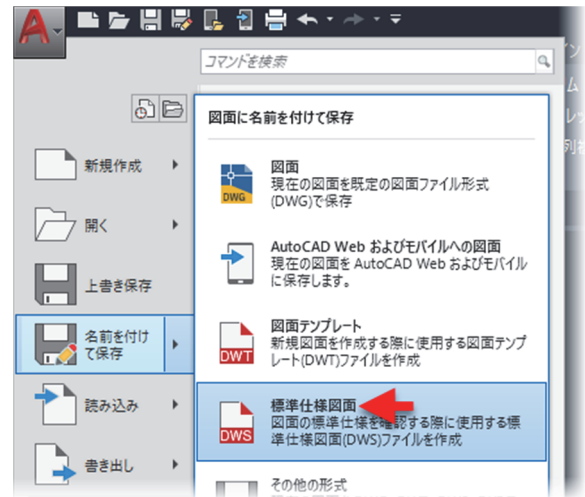 コマンドを検索
図面に名前を付けて保存
新規作成
開く
上書き保存
名前を付け
て保存
読み込み
書き出し
DWG
図面
現在の図面を既定の図面ファイル形式
(DWG)で保存
AutoCAD Web およびモバイルへの図面
現在の図面を AutoCAD Web およびモバイル
に保存します。
DWT
図面テンプレート
新規図面を作成する際に使用する図面テンプ
レート(DWT)ファイルを作成
DWS
標準仕様図面
図面の標準仕様を確認する際に使用する標
準仕様図面(DWS)ファイルを作成
その他の形式